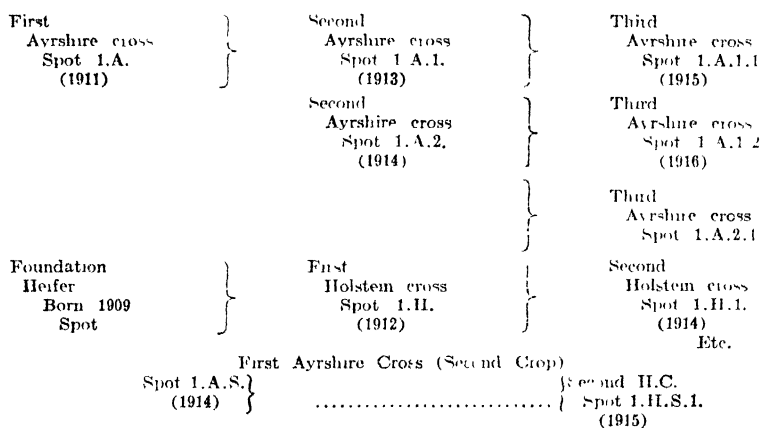 First Second Third
Ayrshire cross Ayrshire cross Ayrshire cross
Spot 1.A. Spot 1 A.1. Spot 1.A.1.1
(1911) (1913) (1915)
Second Third
Ayrshire cross Ayrshire cross
Spot 1.A.2. Spot 1 A.1 2
(1914) (1916)
Third
Ayrshire cross
Spot 1.A.2.1
Foundation First Second
Heifer Holstein cross Holstein cross
Born 1909 Spot 1.H. Spot 1.H.1.
Spot (1912) (1914)
Etc.
First Ayrshire Cross (Second Crop)
Spot 1.A.S. Second H.C.
(1914) ............................ Spot 1.H.S.1.
(1915)